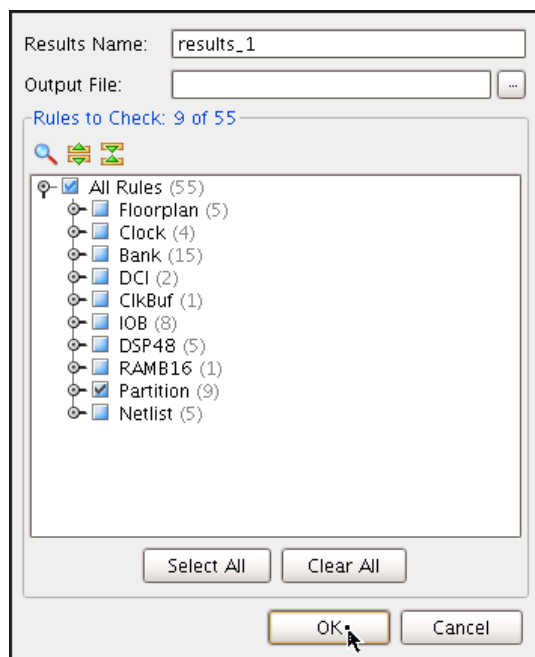 Results Name: results_1
Output File: ...
Rules to Check: 9 of 55
All Rules (55)
Floorplan (5)
Clock (4)
Bank (15)
DCI (2)
ClkBuf (1)
IOB (8)
DSP48 (5)
RAMB16 (1)
Partition (9)
Netlist (5)
Select All Clear All
OK Cancel